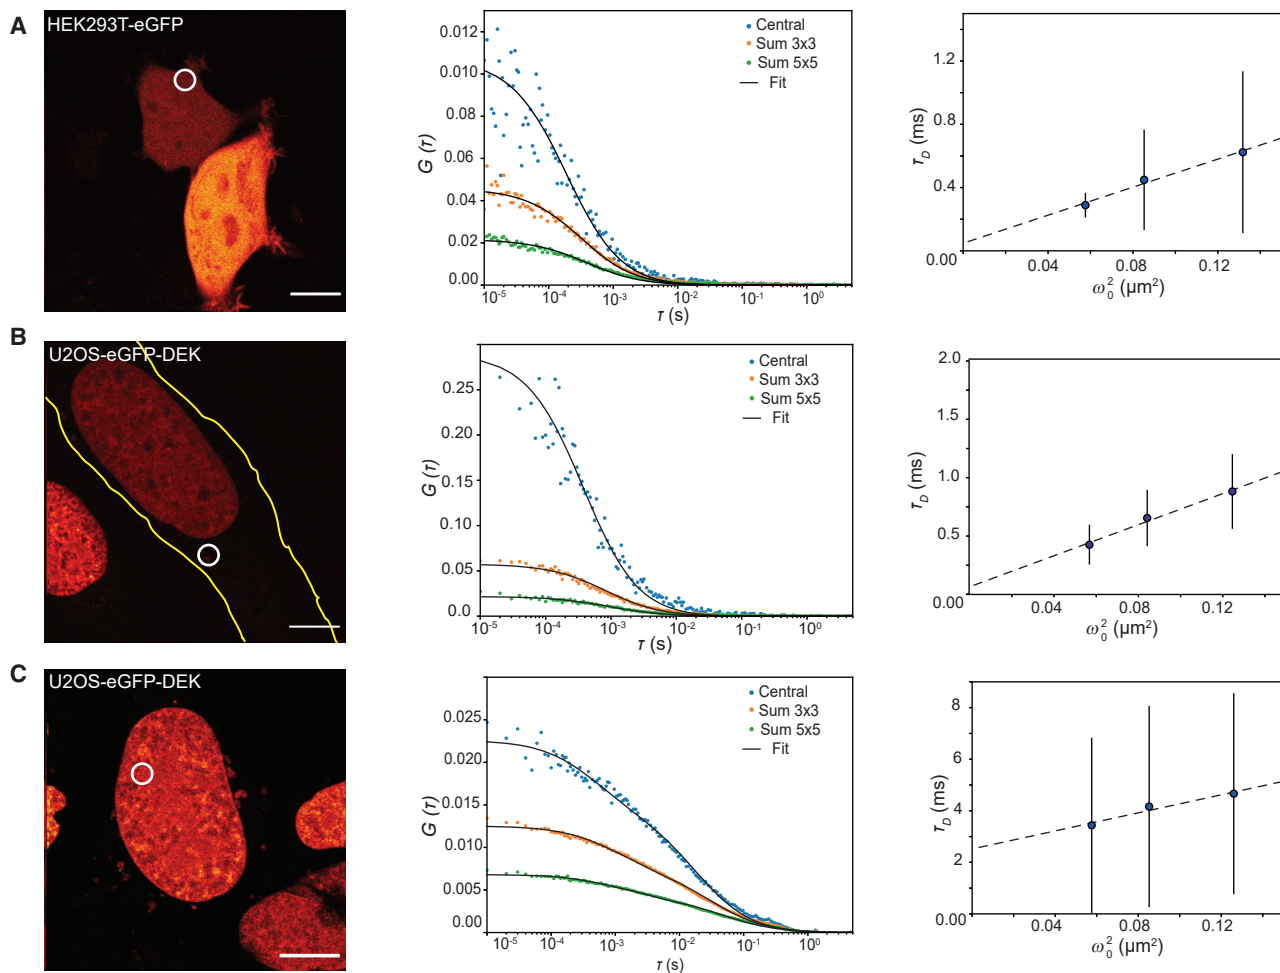 A
HEK293T-eGFP
0.012
0.010
0.08
0.06
0.04
0.02
0.00
G (τ)
10⁻⁵ 10⁻⁴ 10⁻³ 10⁻² 10⁻¹ 10⁰
τ (s)
Central
Sum 3x3
Sum 5x5
Fit
1.2
0.8
0.4
0.00
τD (ms)
0.04 0.08 0.12
ω₀² (µm²)
B
U2OS-eGFP-DEK
0.25
0.20
0.15
0.10
0.05
0.0
G (τ)
10⁻⁵ 10⁻⁴ 10⁻³ 10⁻² 10⁻¹ 10⁰
τ (s)
Central
Sum 3x3
Sum 5x5
Fit
2.0
1.5
1.0
0.5
0.00
τD (ms)
0.04 0.08 0.12
ω₀² (µm²)
C
U2OS-eGFP-DEK
0.025
0.020
0.015
0.010
0.005
0.00
G (τ)
10⁻⁵ 10⁻⁴ 10⁻³ 10⁻² 10⁻¹ 10⁰
τ (s)
Central
Sum 3x3
Sum 5x5
Fit
8
6
4
2
0.00
τD (ms)
0.04 0.08 0.12
ω₀² (µm²)